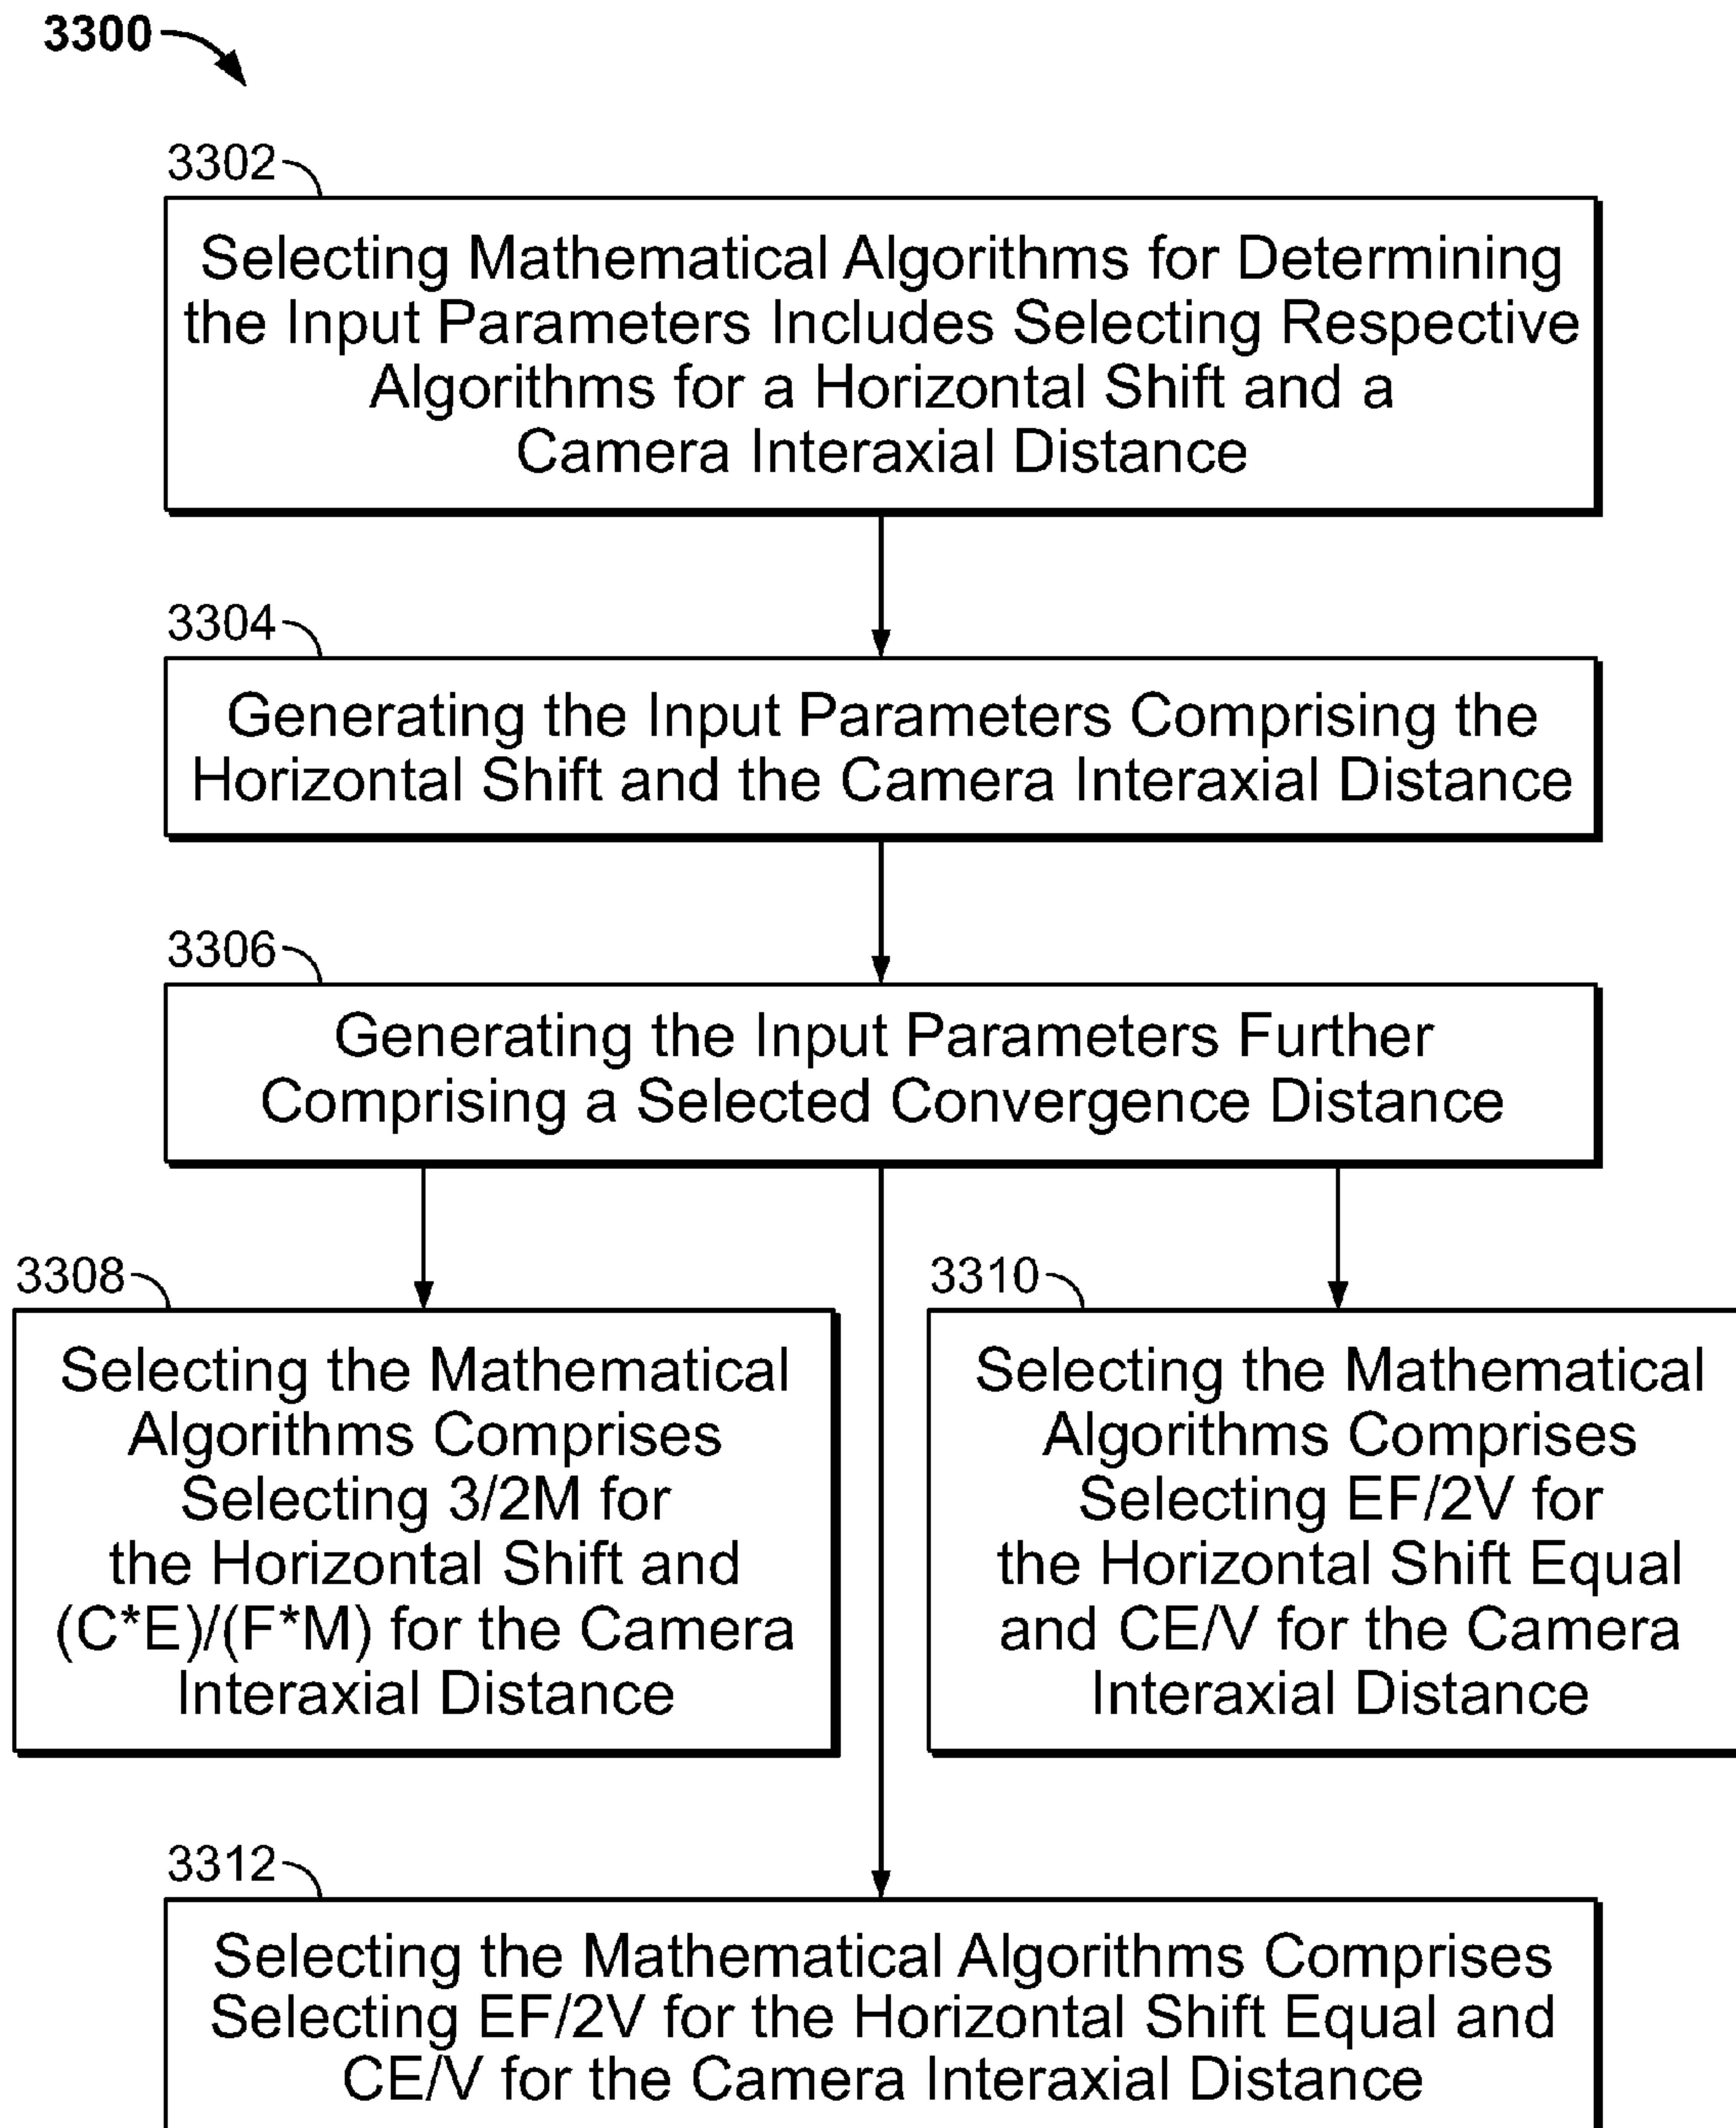 3300
3302
Selecting Mathematical Algorithms for Determining
the Input Parameters Includes Selecting Respective
Algorithms for a Horizontal Shift and a
Camera Interaxial Distance
3304
Generating the Input Parameters Comprising the
Horizontal Shift and the Camera Interaxial Distance
3306
Generating the Input Parameters Further
Comprising a Selected Convergence Distance
3308
Selecting the Mathematical
Algorithms Comprises
Selecting 3/2M for
the Horizontal Shift and
(C*E)/(F*M) for the Camera
Interaxial Distance
3310
Selecting the Mathematical
Algorithms Comprises
Selecting EF/2V for
the Horizontal Shift Equal
and CE/V for the Camera
Interaxial Distance
3312
Selecting the Mathematical Algorithms Comprises
Selecting EF/2V for the Horizontal Shift Equal and
CE/V for the Camera Interaxial Distance